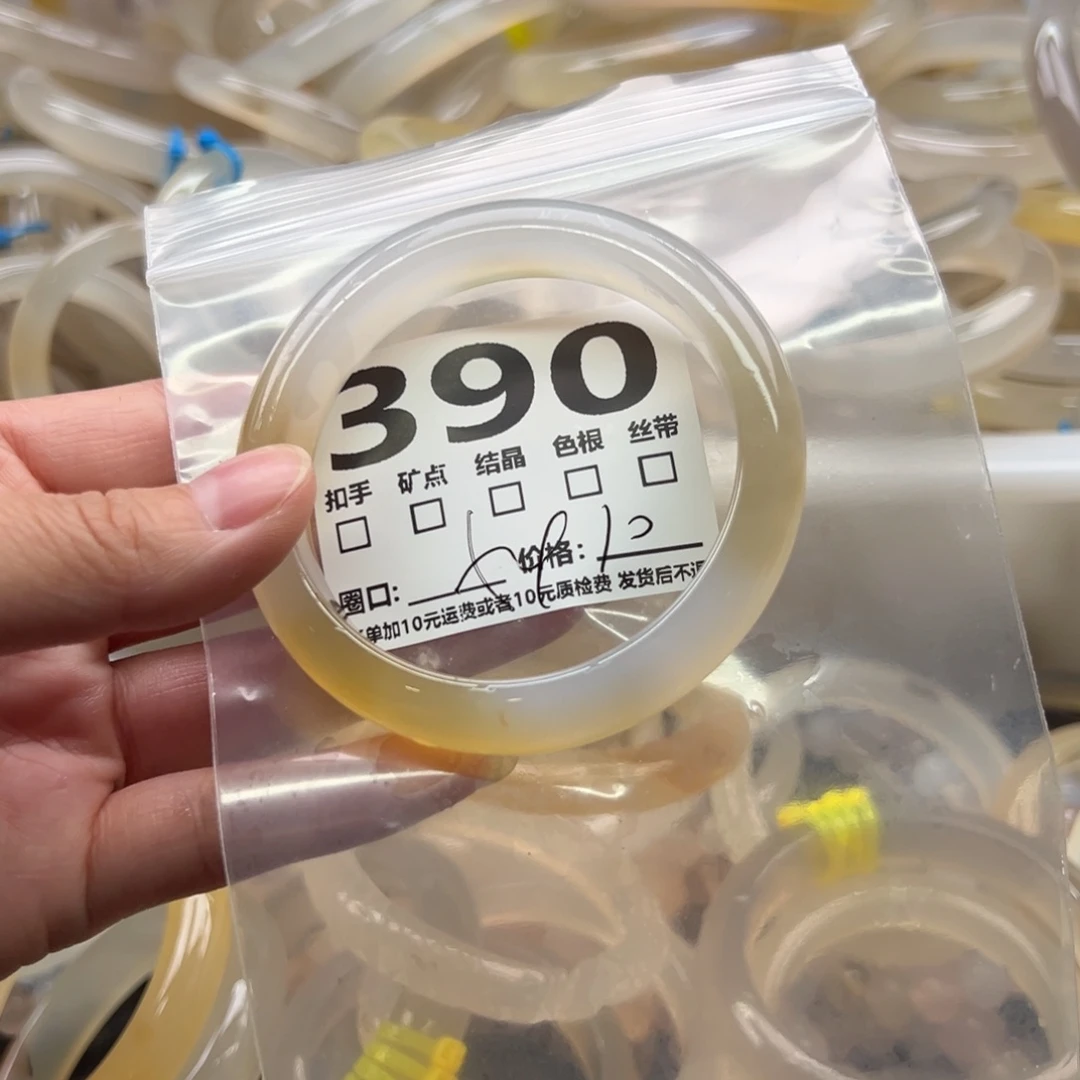 390
扣手 矿点 结晶 色根 丝带
圈口: 价格:
单加10元运费或者10元质检费 发货后不退